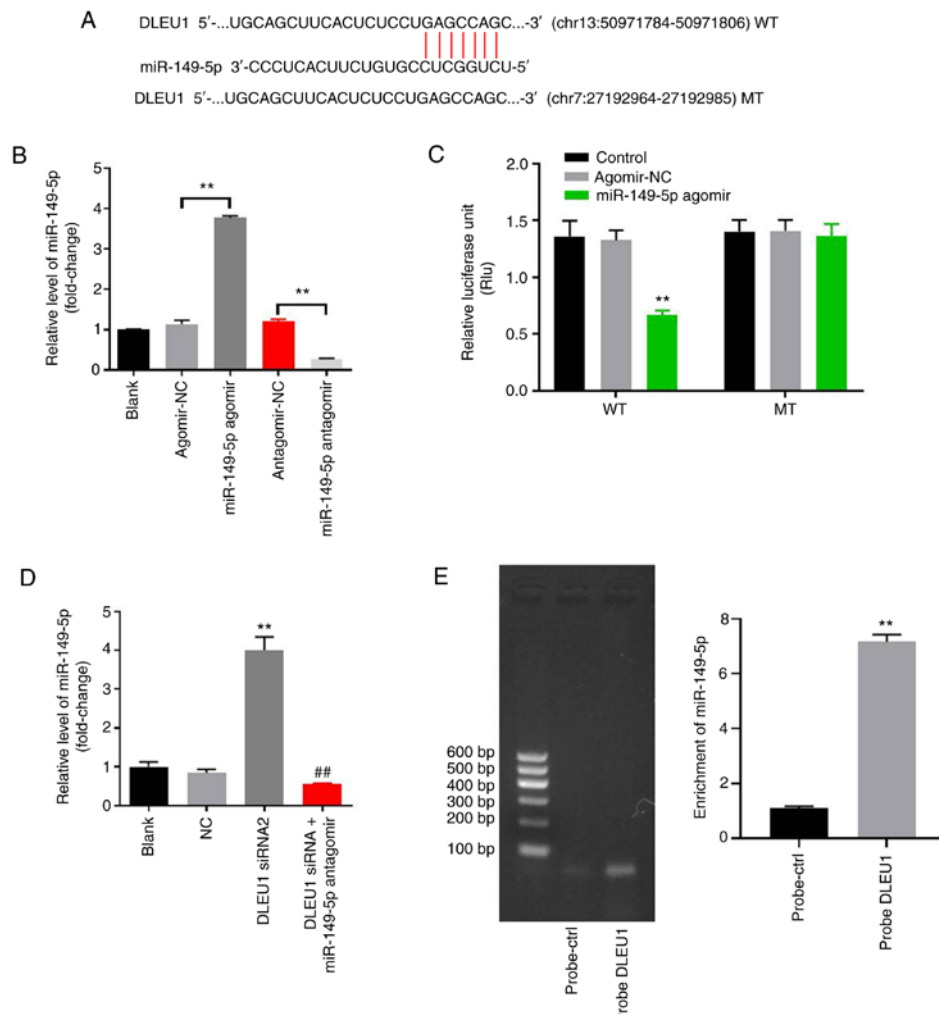 A
DLEU1 5′-...UGCAGCUUCACUCUCCUGAGCCAGC...-3′ (chr13:50971784-50971806) WT
miR-149-5p 3′-CCCUCACUUCUGUGCCUCGGUCU-5′
DLEU1 5′-...UGCAGCUUCACUCUCCUGAGCCAGC...-3′ (chr7:27192964-27192985) MT
B
Relative level of miR-149-5p
(fold-change)
5
4
3
2
1
0
**
**
Blank
Agomir-NC
miR-149-5p agomir
Antagomir-NC
miR-149-5p antagomir
C
Control
Agomir-NC
miR-149-5p agomir
Relative luciferase unit
(Rlu)
2.0
1.5
1.0
0.5
0.0
**
WT
MT
D
Relative level of miR-149-5p
(fold-change)
5
4
3
2
1
0
**
##
Blank
NC
DLEU1 siRNA2
DLEU1 siRNA +
miR-149-5p antagomir
E
600 bp
500 bp
400 bp
300 bp
200 bp
100 bp
Probe-ctrl
Probe DLEU1
Enrichment of miR-149-5p
8
6
4
2
0
**
Probe-ctrl
Probe DLEU1